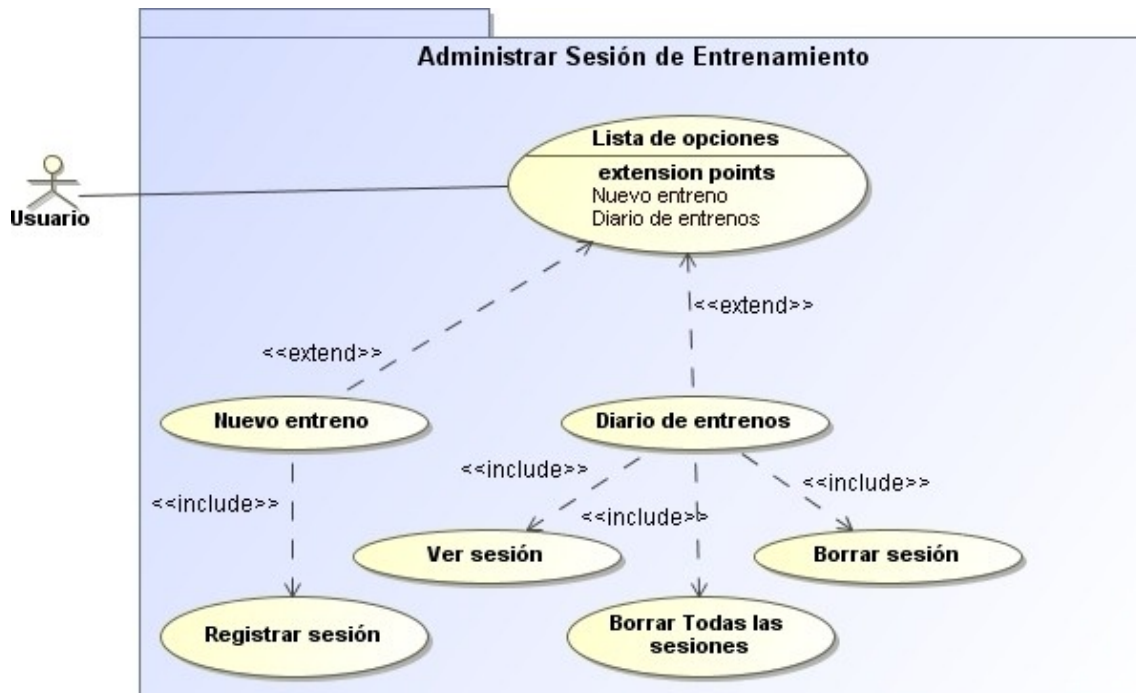 Administrar Sesión de Entrenamiento
Lista de opciones
extension points
Nuevo entreno
Diario de entrenos
Usuario
<<extend>>
<<extend>>
Nuevo entreno
Diario de entrenos
<<include>>
<<include>>
<<include>>
<<include>>
Ver sesión
Borrar sesión
Registrar sesión
Borrar Todas las
sesiones